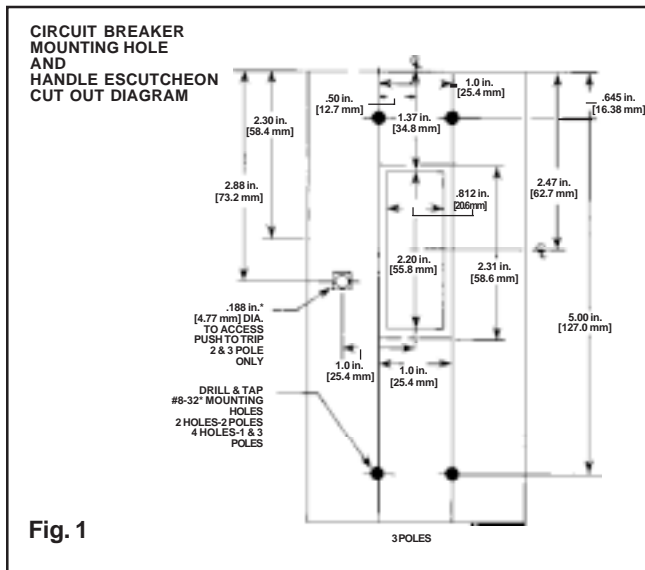 CIRCUIT BREAKER
MOUNTING HOLE
AND
HANDLE ESCUTCHEON
CUT OUT DIAGRAM
1.0 in.
[25.4 mm]
.50 in.
[12.7 mm]
.645 in.
[16.38 mm]
2.30 in.
[58.4 mm]
1.37 in.
[34.8 mm]
2.88 in.
[73.2 mm]
2.47 in.
[62.7 mm]
.812 in.
[20.6 mm]
2.20 in.
[55.8 mm]
2.31 in.
[58.6 mm]
.188 in.*
[4.77 mm] DIA.
TO ACCESS
PUSH TO TRIP
2 & 3 POLE
ONLY
5.00 in.
[127.0 mm]
1.0 in.
[25.4 mm]
1.0 in.
[25.4 mm]
DRILL & TAP
#8-32" MOUNTING
HOLES
2 HOLES-2 POLES
4 HOLES-1 & 3
POLES
Fig. 1
3 POLES